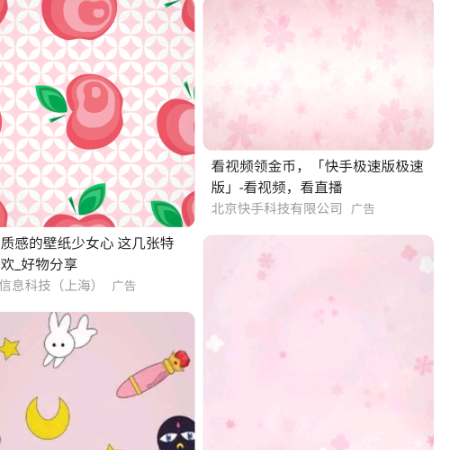 看视频领金币，「快手极速版极速
版」-看视频，看直播
北京快手科技有限公司 广告
质感的壁纸少女心 这几张特
欢_好物分享
信息科技（上海） 广告